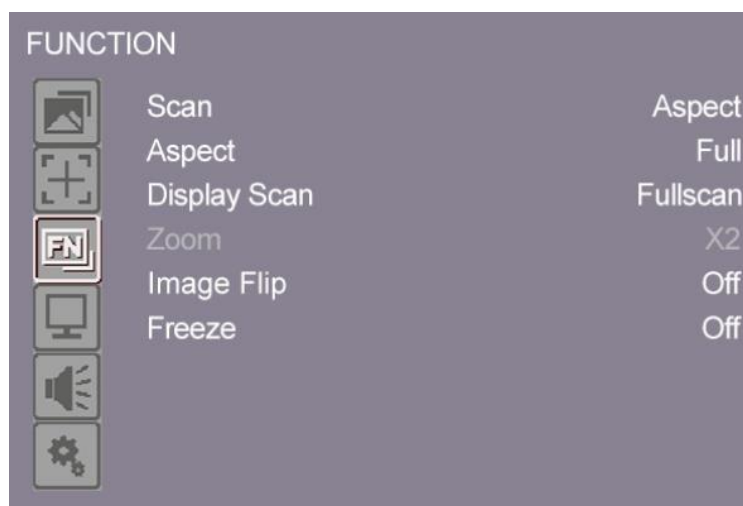 FUNCTION
Scan Aspect
Aspect Full
Display Scan Fullscan
FN Zoom X2
Image Flip Off
Freeze Off